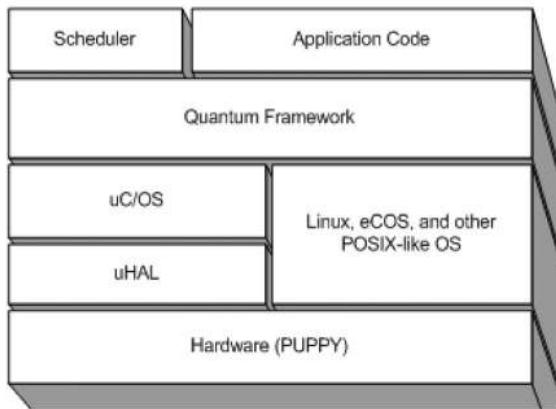 Scheduler
Application Code
Quantum Framework
uC/OS
Linux, eCOS, and other
POSIX-like OS
uHAL
Hardware (PUPPY)